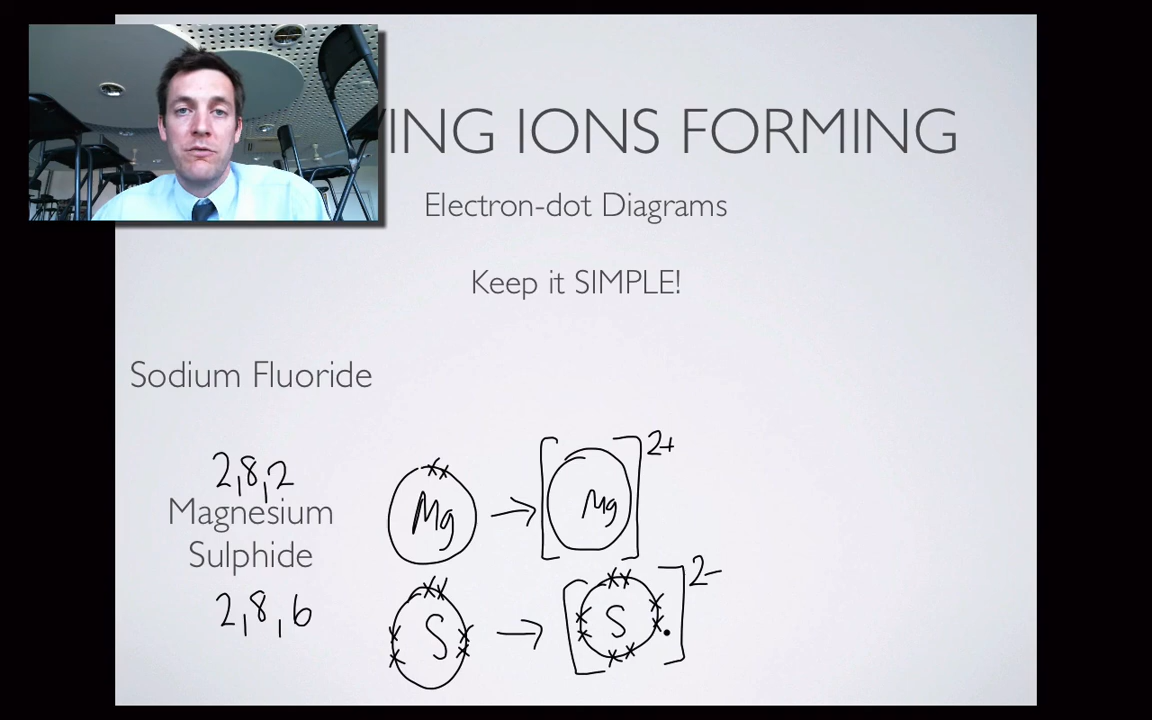 ING IONS FORMING
Electron-dot Diagrams
Keep it SIMPLE!
Sodium Fluoride
2,8,2
Magnesium
Sulphide
2,8,6
Mg → [Mg]2+
S → [S]2-